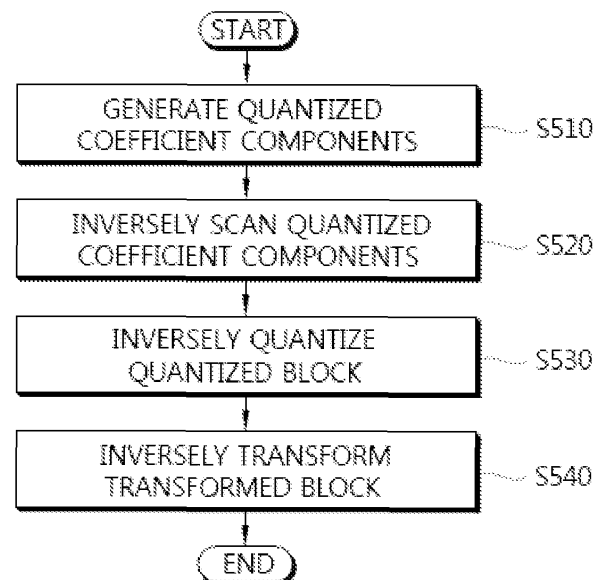 START
GENERATE QUANTIZED
COEFFICIENT COMPONENTS
S510
INVERSELY SCAN QUANTIZED
COEFFICIENT COMPONENTS
S520
INVERSELY QUANTIZE
QUANTIZED BLOCK
S530
INVERSELY TRANSFORM
TRANSFORMED BLOCK
S540
END